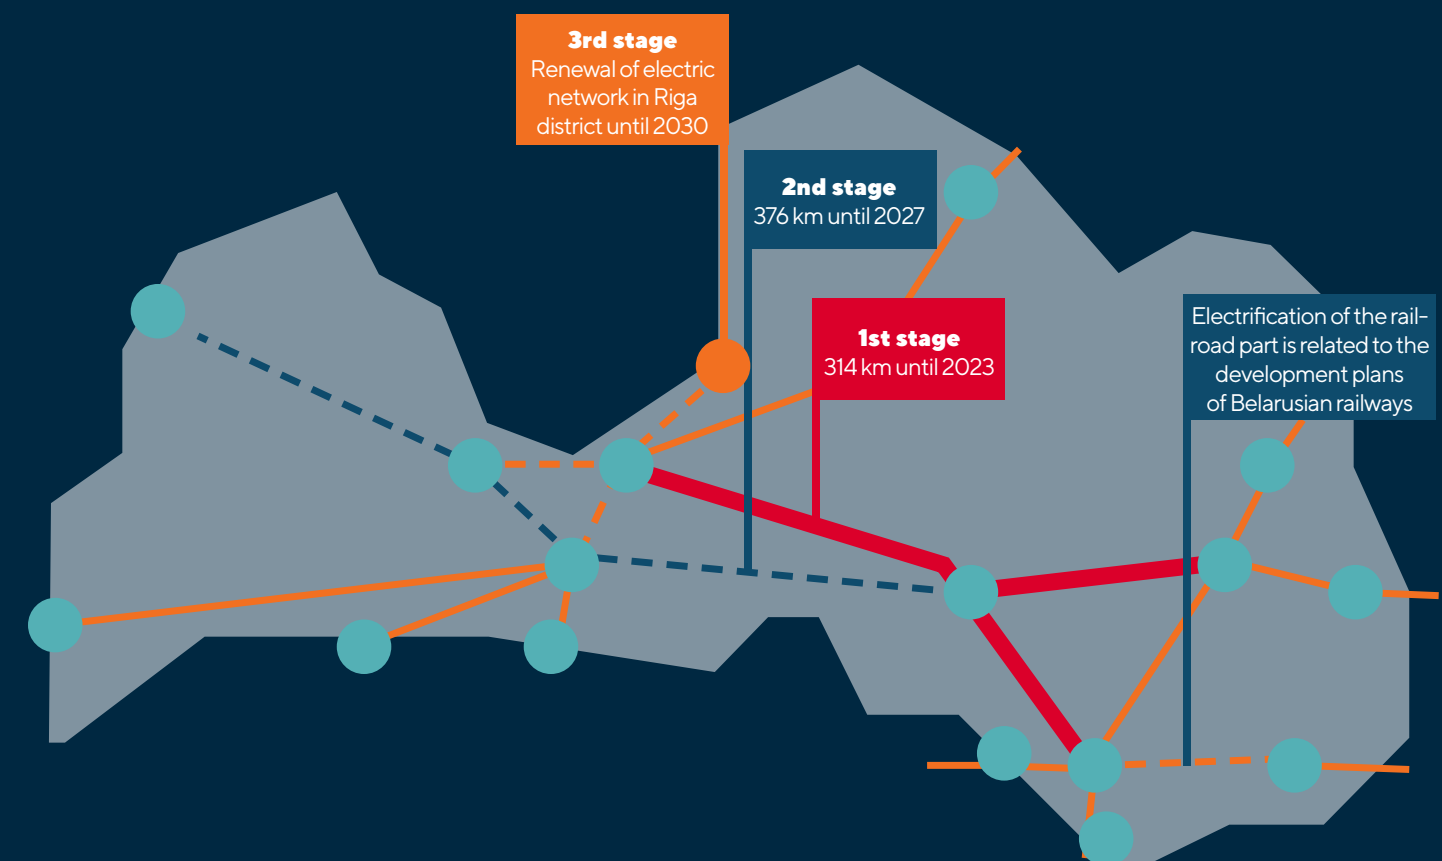 3rd stage
Renewal of electric
network in Riga
district until 2030
2nd stage
376 km until 2027
1st stage
314 km until 2023
Electrification of the rail-
road part is related to the
development plans
of Belarusian railways